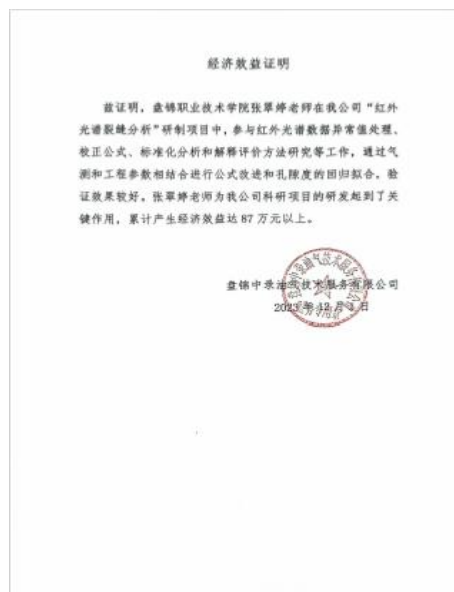 经济效益证明
兹证明，盘锦职业技术学院张翠婷老师在我公司“红外
光谱裂缝分析”研制项目中，参与红外光谱数据异常值处理、
校正公式、标准化分析和解释评价方法研究等工作，通过气
测和工程参数相结合进行公式改进和孔隙度的回归拟合。验
证效果较好。张翠婷老师为我公司科研项目的研发起到了关
键作用，累计产生经济效益达 87 万元以上。
盘锦中录油气技术服务有限公司
2023 年 12 月 日